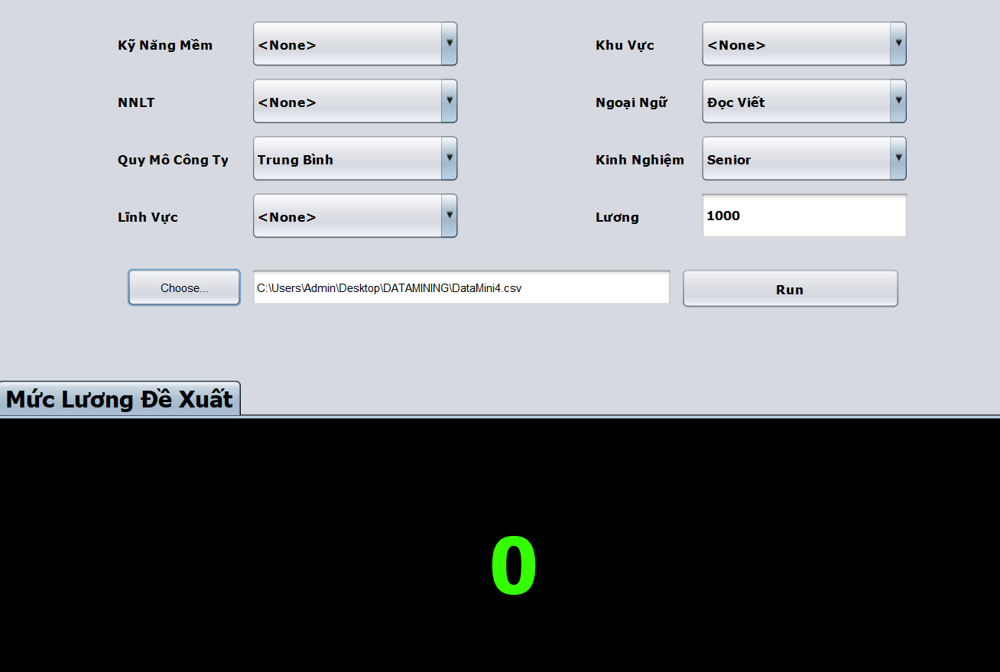 Kỹ Năng Mềm <None> Khu Vực <None>
NNLT <None> Ngoại Ngữ Đọc Viết
Quy Mô Công Ty Trung Bình Kinh Nghiệm Senior
Lĩnh Vực <None> Lương 1000
Choose... C:\Users\Admin\Desktop\DATAMINING\DataMini4.csv Run
Mức Lương Đề Xuất
0